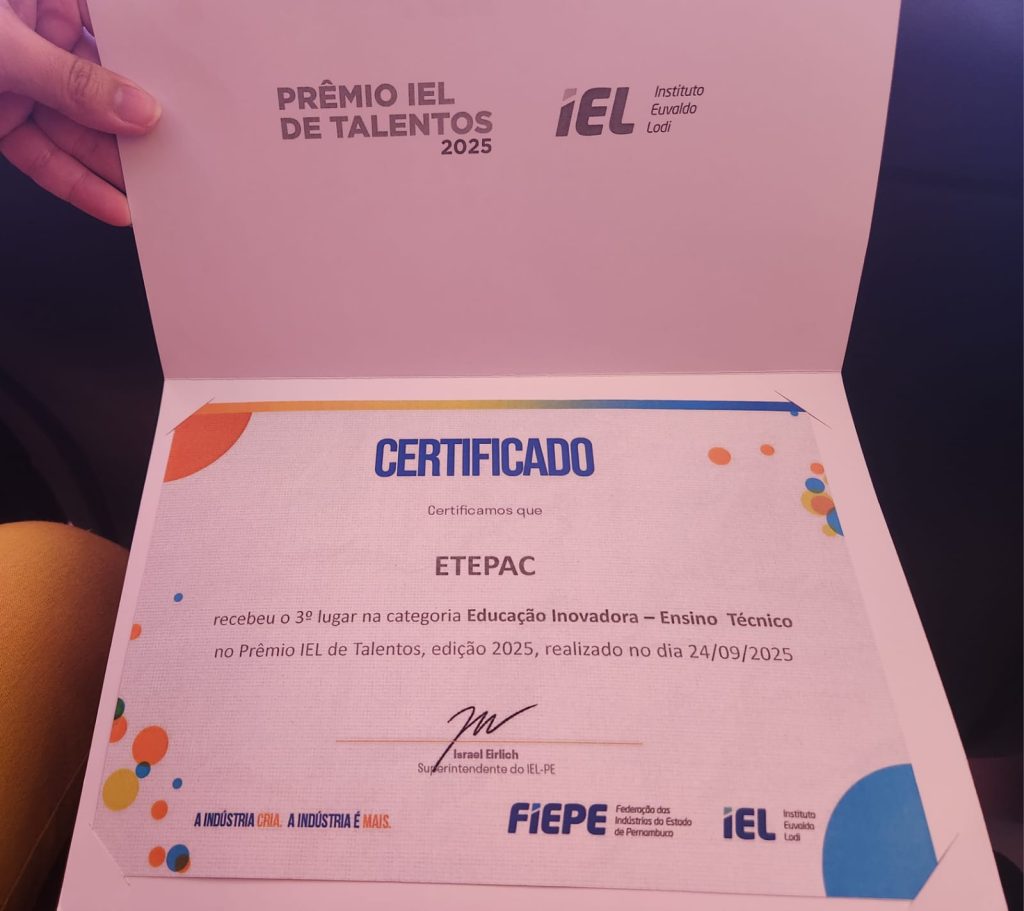 PRÊMIO IEL
DE TALENTOS
2025
iEL
Instituto
Euvaldo
Lodi
CERTIFICADO
Certificamos que
ETEPAC
recebeu o 3º lugar na categoria Educação Inovadora – Ensino Técnico
no Prêmio IEL de Talentos, edição 2025, realizado no dia 24/09/2025
Israel Eirlich
Superintendente do IEL-PE
A INDÚSTRIA CRIA. A INDÚSTRIA É MAIS.
FiEPE
Federação das
Indústrias do Estado
de Pernambuco
iEL
Instituto
Euvaldo
Lodi